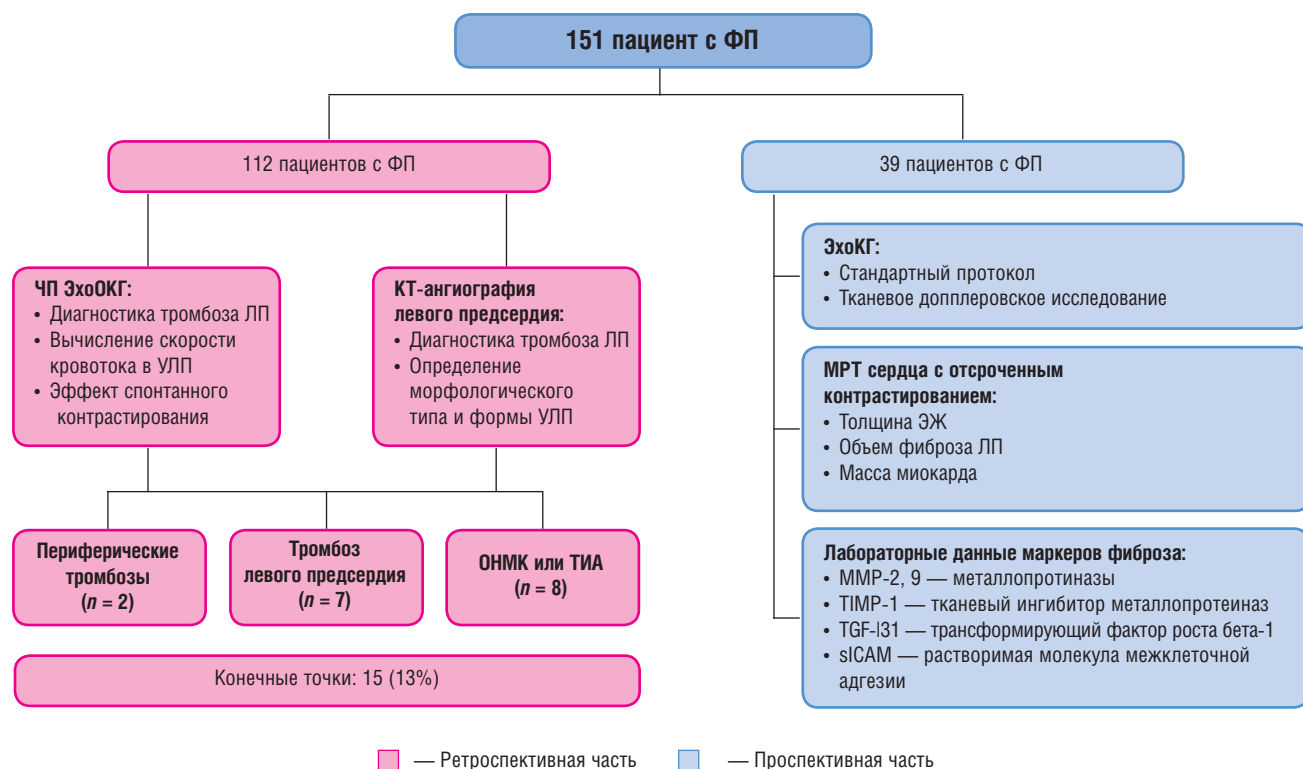 151 пациент с ФП
112 пациентов с ФП
39 пациентов с ФП
ЧП ЭхоОКГ:
• Диагностика тромбоза ЛП
• Вычисление скорости
кровотока в УЛП
• Эффект спонтанного
контрастирования
КТ-ангиография
левого предсердия:
• Диагностика тромбоза ЛП
• Определение
морфологического
типа и формы УЛП
Периферические
тромбозы
(n = 2)
Тромбоз
левого предсердия
(n = 7)
ОНМК или ТИА
(n = 8)
Конечные точки: 15 (13%)
ЭхоКГ:
• Стандартный протокол
• Тканевое допплеровское исследование
МРТ сердца с отсроченным
контрастированием:
• Толщина ЭЖ
• Объем фиброза ЛП
• Масса миокарда
Лабораторные данные маркеров фиброза:
• MMP-2, 9 — металлопротиназы
• TIMP-1 — тканевый ингибитор металлопротеиназ
• TGF-l31 — трансформирующий фактор роста бета-1
• sICAM — растворимая молекула межклеточной
адгезии
— Ретроспективная часть
— Проспективная часть